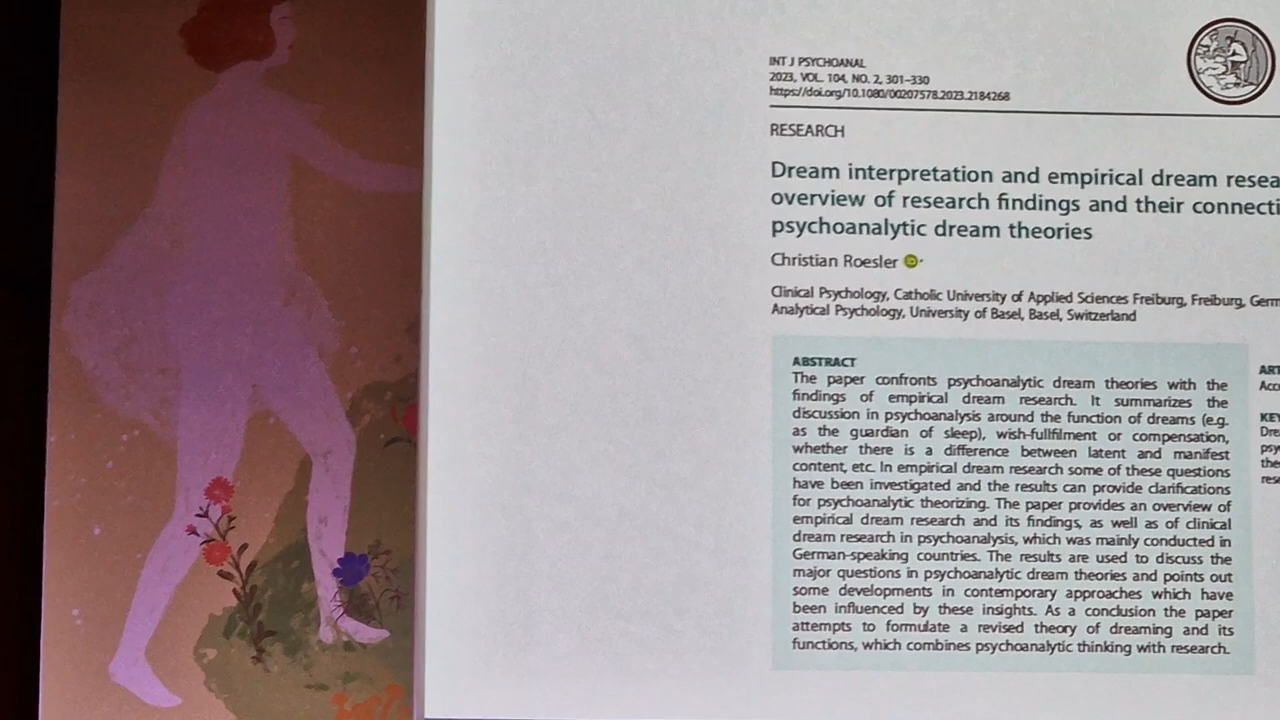 INT J PSYCHOANAL
2023, VOL. 104, NO. 2, 301–330
https://doi.org/10.1080/00207578.2023.2184268
RESEARCH
Dream interpretation and empirical dream resea
overview of research findings and their connecti
psychoanalytic dream theories
Christian Roesler
Clinical Psychology, Catholic University of Applied Sciences Freiburg, Freiburg, Germ
Analytical Psychology, University of Basel, Basel, Switzerland
ABSTRACT
The paper confronts psychoanalytic dream theories with the
findings of empirical dream research. It summarizes the
discussion in psychoanalysis around the function of dreams (e.g.
as the guardian of sleep), wish-fullfilment or compensation,
whether there is a difference between latent and manifest
content, etc. In empirical dream research some of these questions
have been investigated and the results can provide clarifications
for psychoanalytic theorizing. The paper provides an overview of
empirical dream research and its findings, as well as of clinical
dream research in psychoanalysis, which was mainly conducted in
German-speaking countries. The results are used to discuss the
major questions in psychoanalytic dream theories and points out
some developments in contemporary approaches which have
been influenced by these insights. As a conclusion the paper
attempts to formulate a revised theory of dreaming and its
functions, which combines psychoanalytic thinking with research.
ART
Acc
KEY
Dre
psy
the
rese